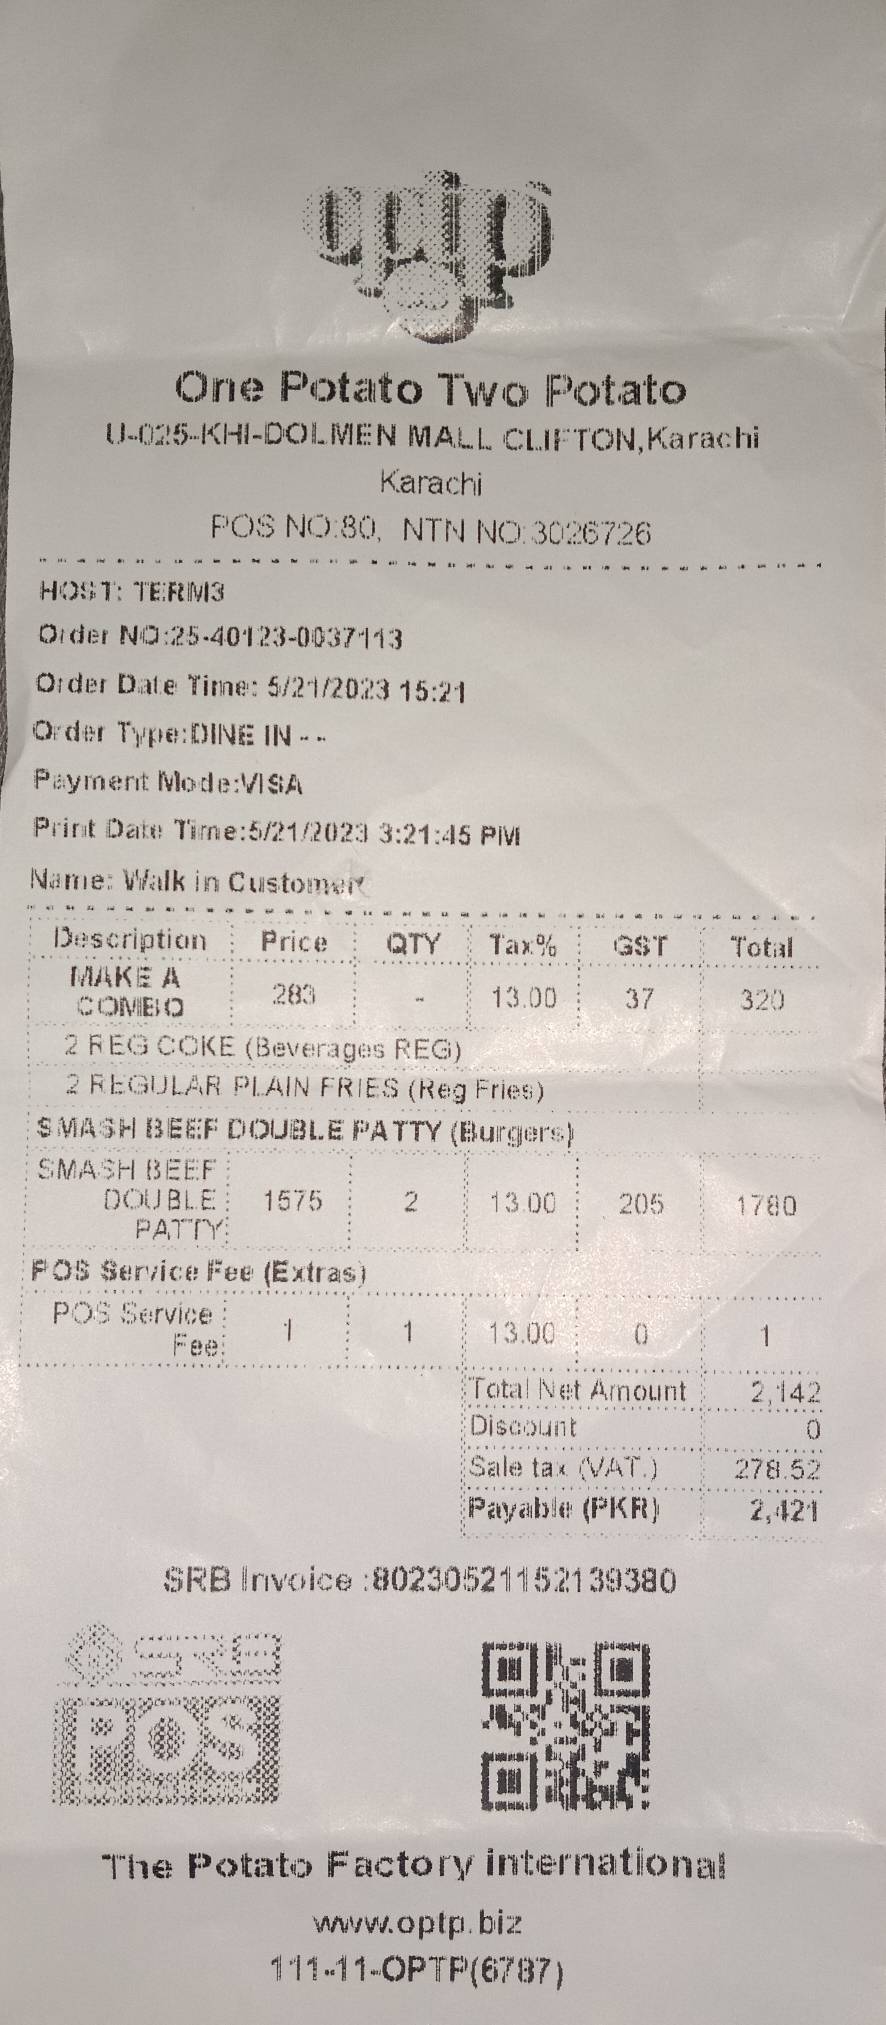 optp
One Potato Two Potato
U-025-KHI-DOLMEN MALL CLIFTON,Karachi
Karachi
POS NO:80, NTN NO:3026726
HOST: TERM3
Order NO:25-40123-0037113
Order Date Time: 5/21/2023 15:21
Order Type:DINE IN - -
Payment Mode:VISA
Print Date Time:5/21/2023 3:21:45 PM
Name: Walk in Customer
Description Price QTY Tax% GST Total
MAKE A
COMBO 283 - 13.00 37 320
2 REG COKE (Beverages REG)
2 REGULAR PLAIN FRIES (Reg Fries)
SMASH BEEF DOUBLE PATTY (Burgers)
SMASH BEEF
DOUBLE 1575 2 13.00 205 1780
PATTY
POS Service Fee (Extras)
POS Service
Fee 1 1 13.00 0 1
Total Net Amount 2,142
Discount 0
Sale tax (VAT.) 278.52
Payable (PKR) 2,421
SRB Invoice :80230521152139380
SRB
POS
The Potato Factory international
www.optp.biz
111-11-OPTP(6787)